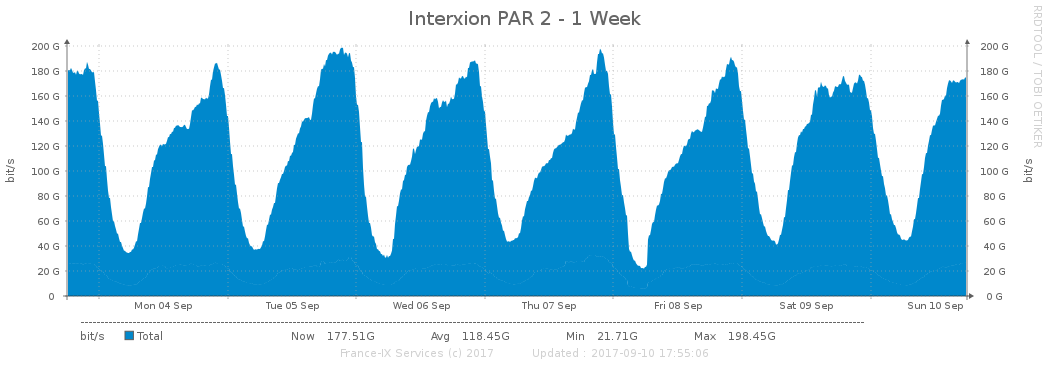 Interxion PAR 2 - 1 Week
RRDTOOL / TOBI OETIKER
200 G 200 G
180 G 180 G
160 G 160 G
140 G 140 G
120 G 120 G
100 G 100 G
80 G 80 G
60 G 60 G
40 G 40 G
20 G 20 G
0 0 G
bit/s bit/s
Mon 04 Sep Tue 05 Sep Wed 06 Sep Thu 07 Sep Fri 08 Sep Sat 09 Sep Sun 10 Sep
bit/s Total Now 177.51G Avg 118.45G Min 21.71G Max 198.45G
France-IX Services (c) 2017 Updated : 2017-09-10 17:55:06